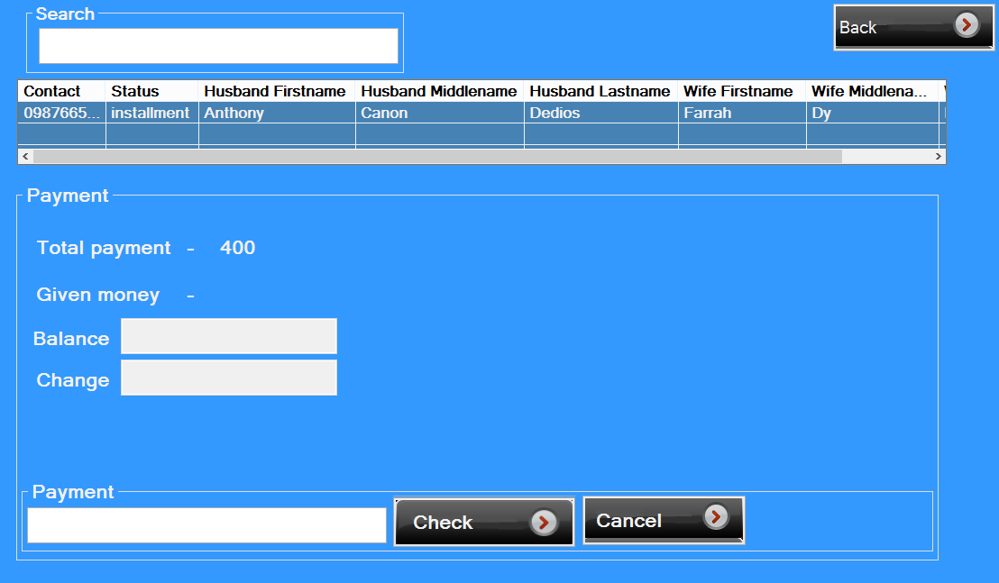 Search
Back
Contact Status Husband Firstname Husband Middlename Husband Lastname Wife Firstname Wife Middlena...
0987665... installment Anthony Canon Dedios Farrah Dy
Payment
Total payment - 400
Given money -
Balance
Change
Payment
Check
Cancel